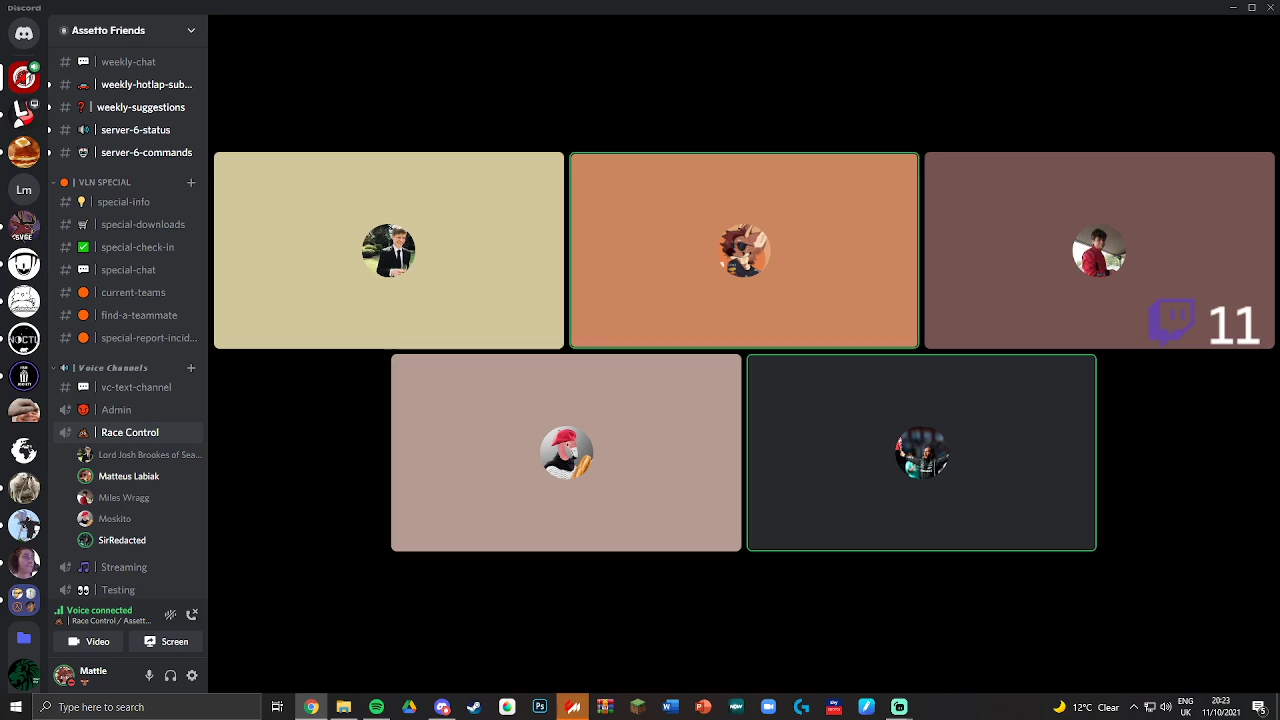 Discord
Assetto Friends
weekly-chat
| weekly-hotlap-sub...
| weekly-suggestions
| server-6-status
| server-6-commands
| VLN SPECIAL
| special-info
| special-downloads
| special-check-in
| special-chat
| current-teams
| find-a-teammate
| special-report-incid...
| Voice Channels
| vc-text-channel
| Admin
| Race Control
Lord Josh Brookes of Sea...
Matteus Labiak
Miles Wragg
Moskito
SirRedacted
| Streaming
| Testing
Voice connected
| Race Control / Assett...
Video
Screen
Mattie
Lm
11
Type here to search
12°C Clear
ENG
UK
20:23
11/10/2021